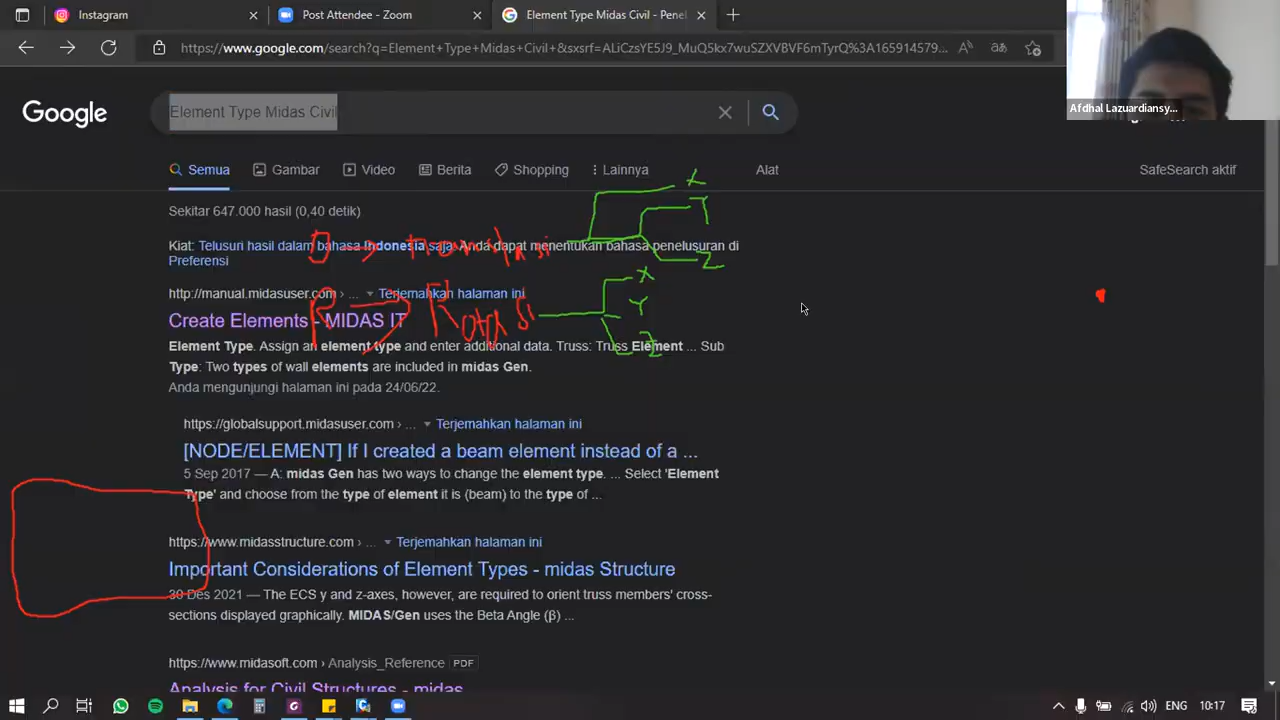 Instagram
Post Attendee - Zoom
Element Type Midas Civil - Penel
https://www.google.com/search?q=Element+Type+Midas+Civil+&sxsrf=ALiCzsYE5J9_MuQ5kx7wuSZXVBVF6mTyrQ%3A165914579...
Afdhal Lazuardiansy...
Google
Element Type Midas Civil
Semua
Gambar
Video
Berita
Shopping
Lainnya
Alat
SafeSearch aktif
X
Y
Z
Sekitar 647.000 hasil (0,40 detik)
Kiat: Telusuri hasil dalam bahasa Indonesia saja. Anda dapat menentukan bahasa penelusuran di
Preferensi
D → translasi
http://manual.midasuser.com › ... Terjemahkan halaman ini
R → Rotasi
X
Y
Z
Create Elements - MIDAS IT
Element Type. Assign an element type and enter additional data. Truss: Truss Element ... Sub
Type: Two types of wall elements are included in midas Gen.
Anda mengunjungi halaman ini pada 24/06/22.
https://globalsupport.midasuser.com › ... Terjemahkan halaman ini
[NODE/ELEMENT] If I created a beam element instead of a ...
5 Sep 2017 — A: midas Gen has two ways to change the element type. ... Select 'Element
Type' and choose from the type of element it is (beam) to the type of ...
https://www.midasstructure.com › ... Terjemahkan halaman ini
Important Considerations of Element Types - midas Structure
30 Des 2021 — The ECS y and z-axes, however, are required to orient truss members' cross-
sections displayed graphically. MIDAS/Gen uses the Beta Angle (β) ...
https://www.midasoft.com › Analysis_Reference PDF
Analysis for Civil Structures - midas
ENG
10:17